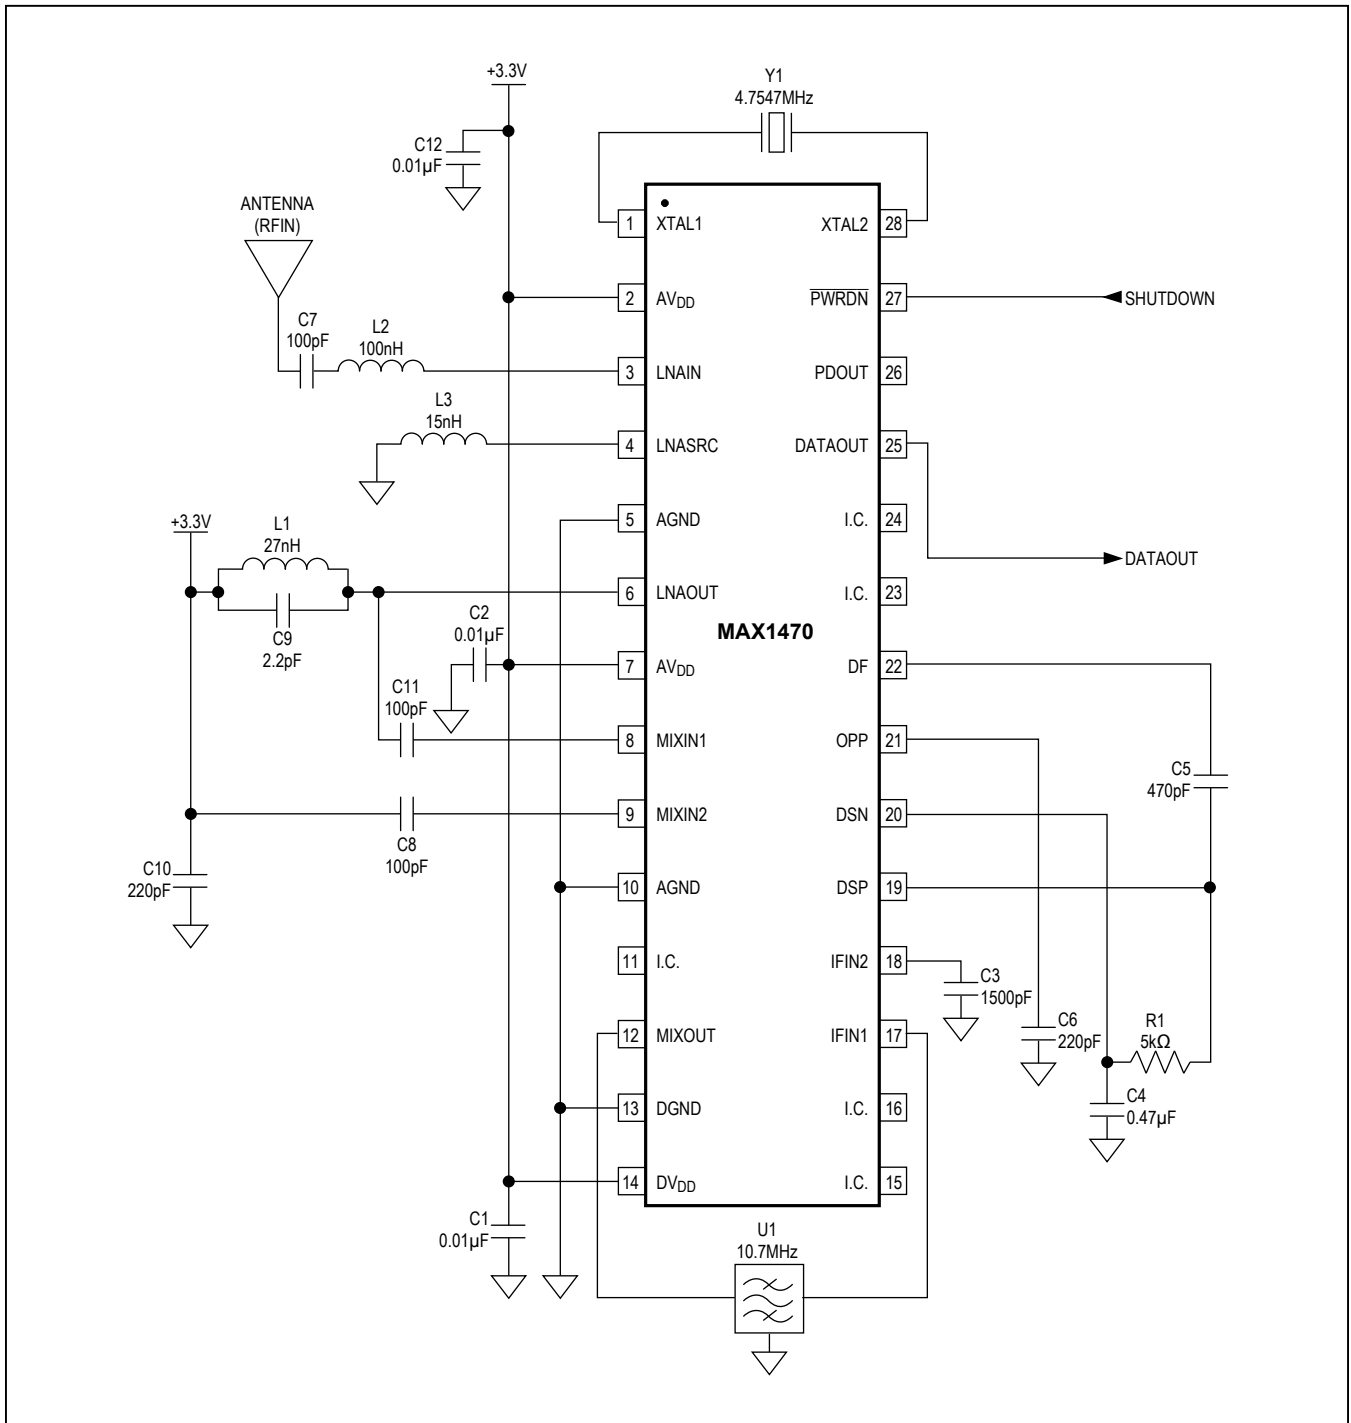 +3.3V
Y1
4.7547MHz
C12
0.01µF
ANTENNA
(RFIN)
1 XTAL1
XTAL2 28
2 AVDD
PWRDN 27
SHUTDOWN
C7
100pF
L2
100nH
3 LNAIN
PDOUT 26
L3
15nH
4 LNASRC
DATAOUT 25
+3.3V
L1
27nH
5 AGND
I.C. 24
DATAOUT
6 LNAOUT
I.C. 23
C9
2.2pF
C2
0.01µF
MAX1470
7 AVDD
DF 22
C11
100pF
8 MIXIN1
OPP 21
C5
470pF
9 MIXIN2
DSN 20
C8
100pF
C10
220pF
10 AGND
DSP 19
11 I.C.
IFIN2 18
C3
1500pF
12 MIXOUT
IFIN1 17
C6
220pF
R1
5kΩ
13 DGND
I.C. 16
C4
0.47µF
14 DVDD
I.C. 15
C1
0.01µF
U1
10.7MHz